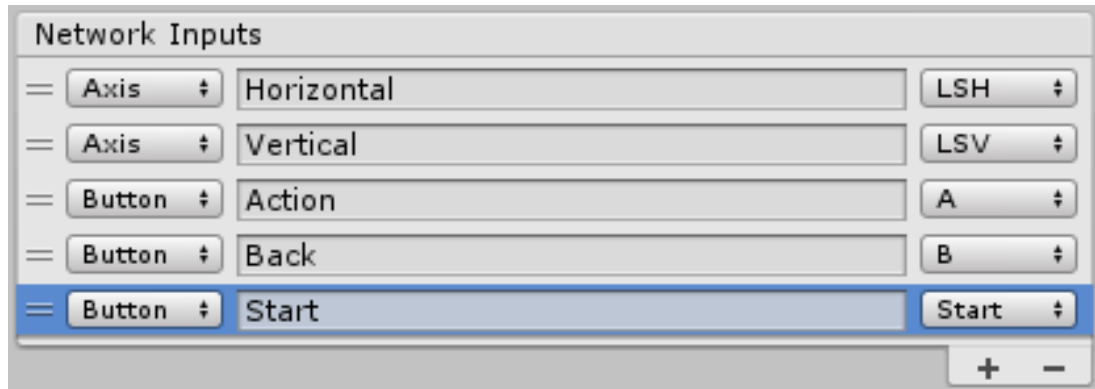 Network Inputs
Axis Horizontal LSH
Axis Vertical LSV
Button Action A
Button Back B
Button Start Start
+ −